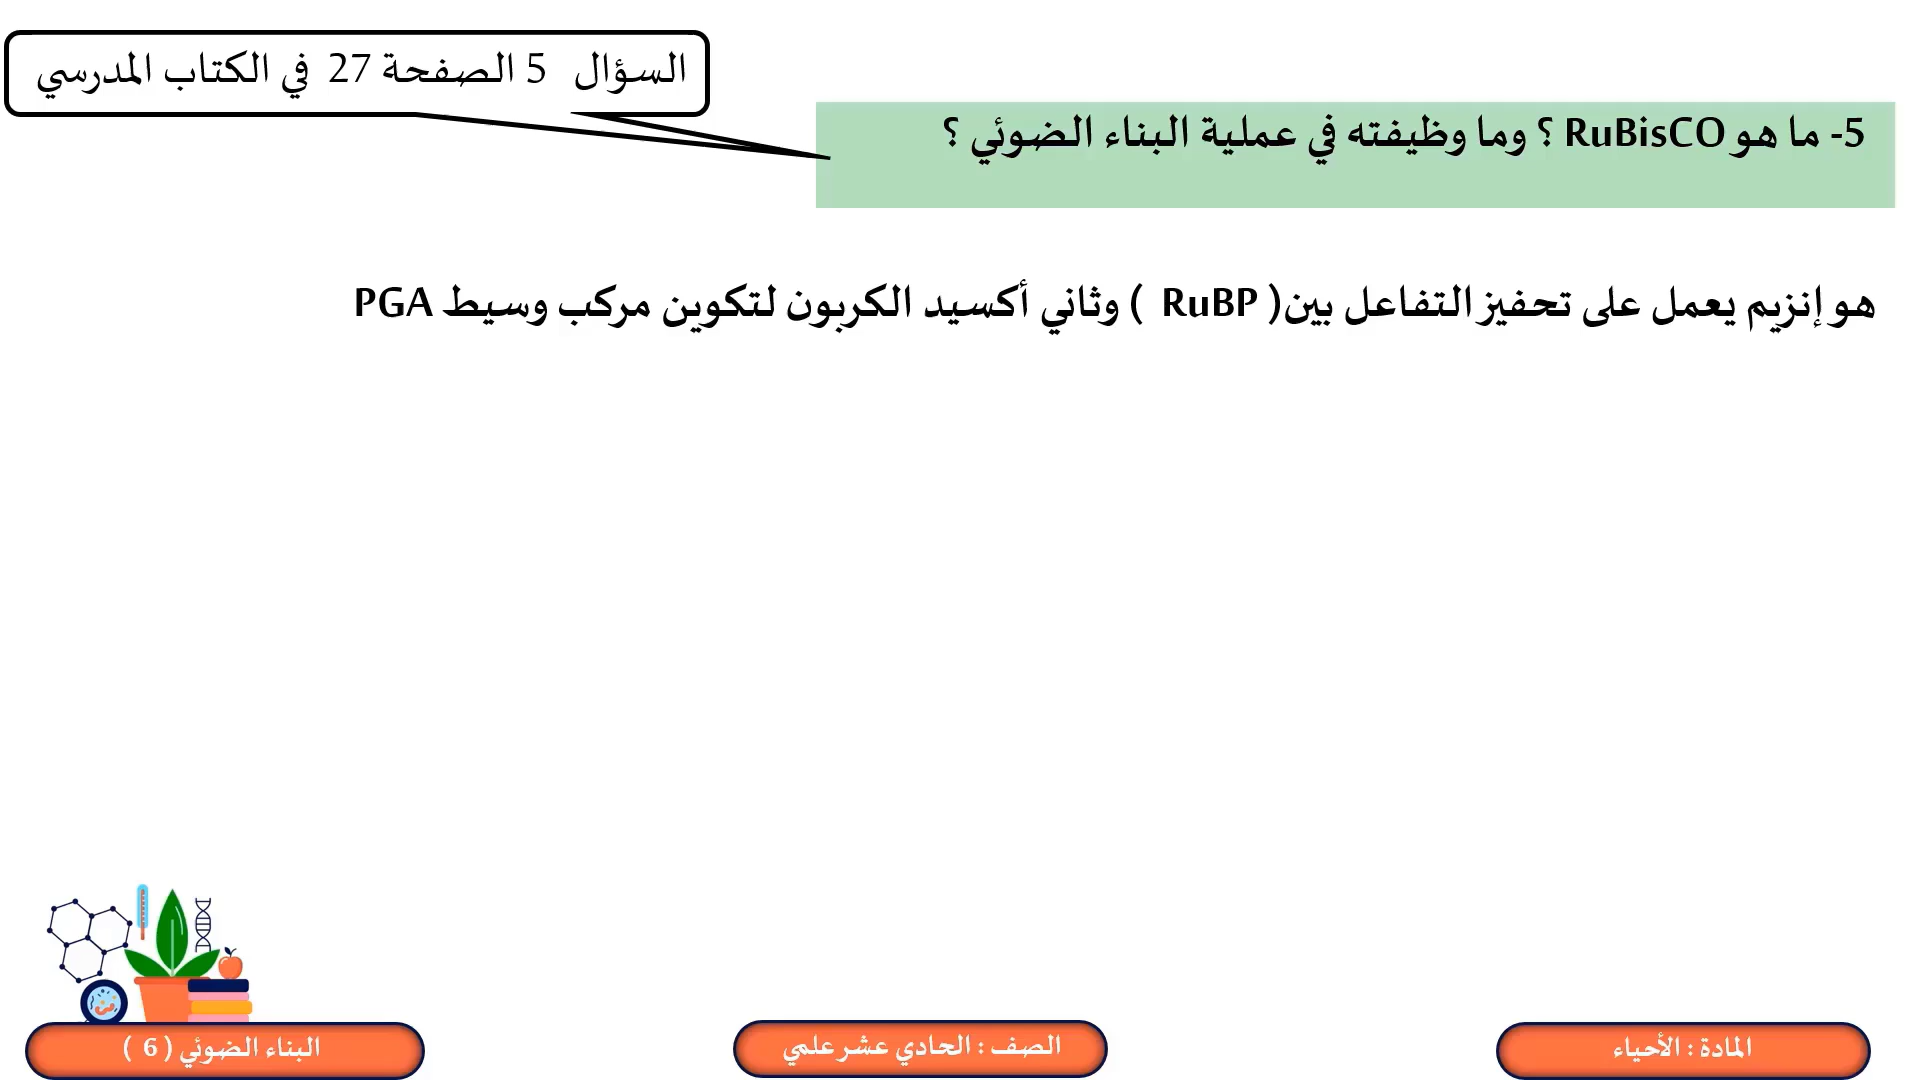 السؤال 5 الصفحة 27 في الكتاب المدرسي
5- ما هو RuBisCO ؟ وما وظيفته في عملية البناء الضوئي ؟
هو إنزيم يعمل على تحفيز التفاعل بين( RuBP ) وثاني أكسيد الكربون لتكوين مركب وسيط PGA
المادة : الأحياء
الصف : الحادي عشر علمي
البناء الضوئي ( 6 )